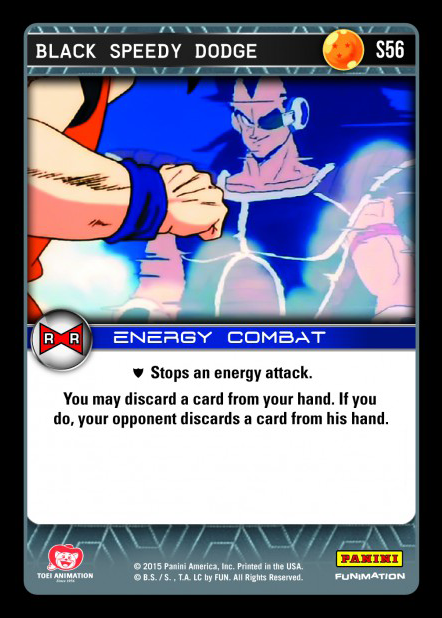 BLACK SPEEDY DODGE
S56
R R
ENERGY COMBAT
Stops an energy attack.
You may discard a card from your hand. If you
do, your opponent discards a card from his hand.
TOEI ANIMATION
Since 1956
© 2015 Panini America, Inc. Printed in the USA.
© B.S. / S. , T.A. LC by FUN. All Rights Reserved.
PANINI
FUNIMATION